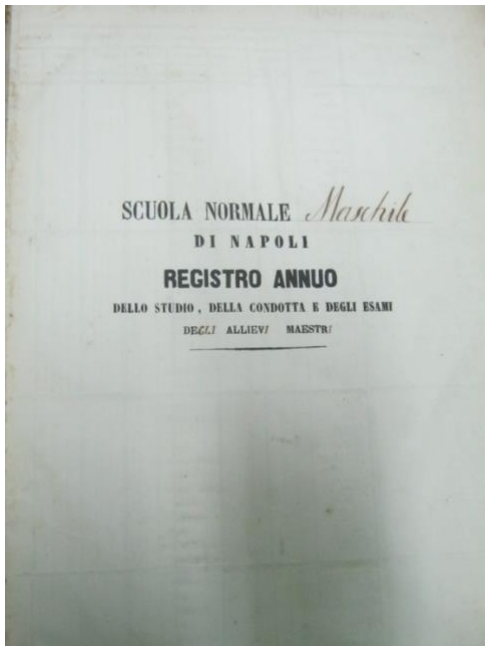 SCUOLA NORMALE Maschile
DI NAPOLI
REGISTRO ANNUO
DELLO STUDIO, DELLA CONDOTTA E DEGLI ESAMI
DEGLI ALLIEVI MAESTRI